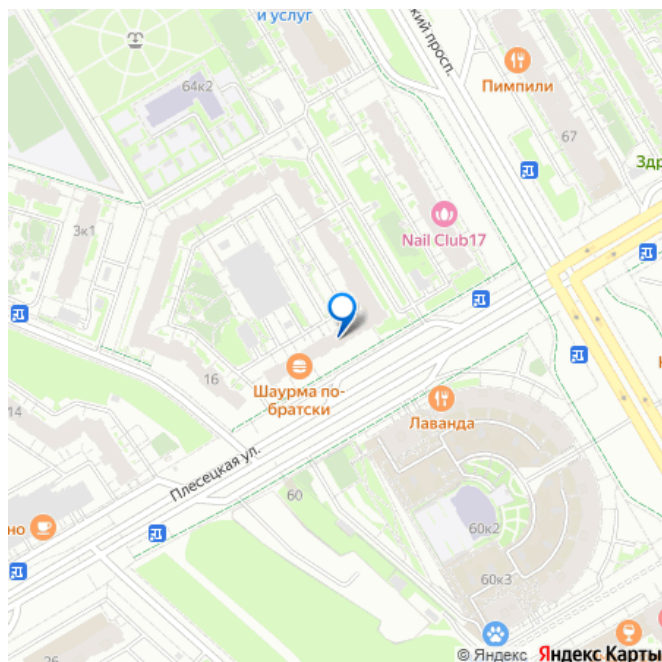 и услуг
кий просп.
Пимпили
64к2
67
Здр
3к1
Nail Club17
16
Шаурма по-
братски
Лаванда
14
Плесецкая ул.
60
но
60к2
60к3
26
© Яндекс Яндекс Карты